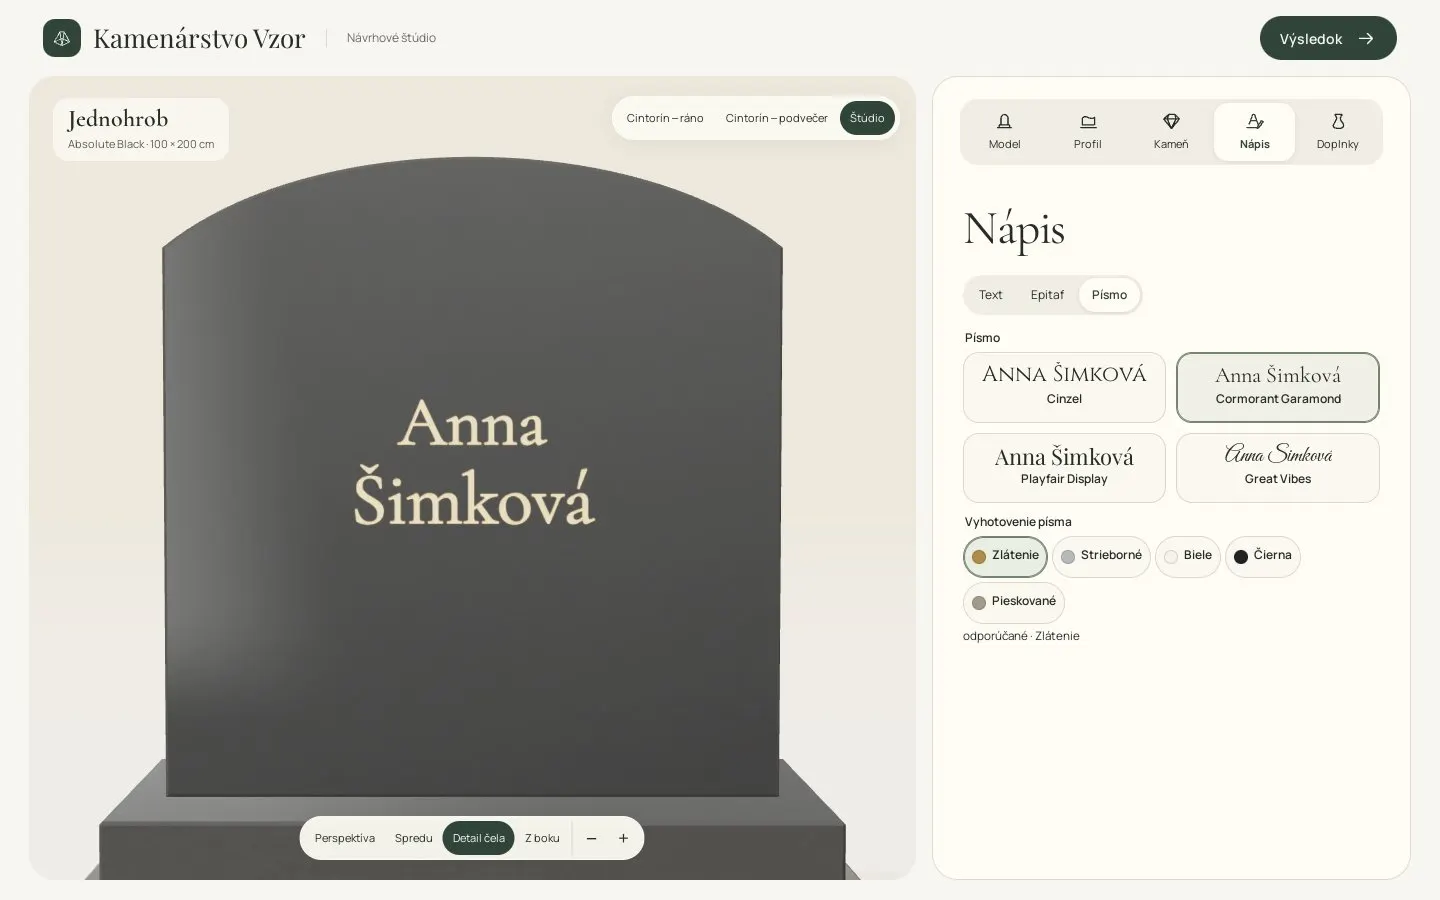 Kamenárstvo Vzor
Návrhové štúdio
Výsledok
Jednohrob
Absolute Black · 100 × 200 cm
Cintorín – ráno
Cintorín – podvečer
Štúdio
Anna
Šimková
Perspektíva
Spredu
Detail čela
Z boku
− +
Model
Profil
Kameň
Nápis
Doplnky
Nápis
Text
Epitaf
Písmo
Písmo
Anna Šimková
Cinzel
Anna Šimková
Cormorant Garamond
Anna Šimková
Playfair Display
Anna Šimková
Great Vibes
Vyhotovenie písma
Zlátenie
Strieborné
Biele
Čierna
Pieskované
odporúčané · Zlátenie